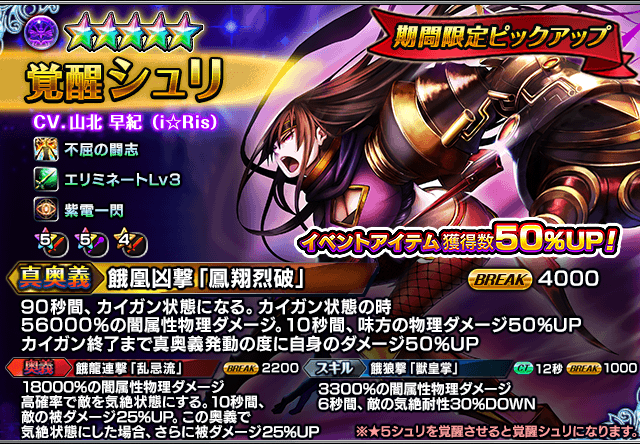 期間限定ピックアップ
覚醒シュリ
CV.山北 早紀（i☆Ris）
不屈の闘志
エリミネートLv3
紫電一閃
5 5 4
イベントアイテム獲得数50%UP!
真奥義 餓凰凶撃「鳳翔烈破」 BREAK 4000
90秒間、カイガン状態になる。カイガン状態の時
56000%の闇属性物理ダメージ。10秒間、味方の物理ダメージ50%UP
カイガン終了まで真奥義発動の度に自身のダメージ50%UP
奥義 餓龍連撃「乱忌流」 BREAK 2200
18000%の闇属性物理ダメージ
高確率で敵を気絶状態にする。10秒間、
敵の被ダメージ25%UP。この奥義で
気絶状態にした場合、さらに被ダメージ25%UP
スキル 餓狼撃「獣皇掌」 CT 12秒 BREAK 1000
3300%の闇属性物理ダメージ
6秒間、敵の気絶耐性30%DOWN
※★5シュリを覚醒させると覚醒シュリになります。